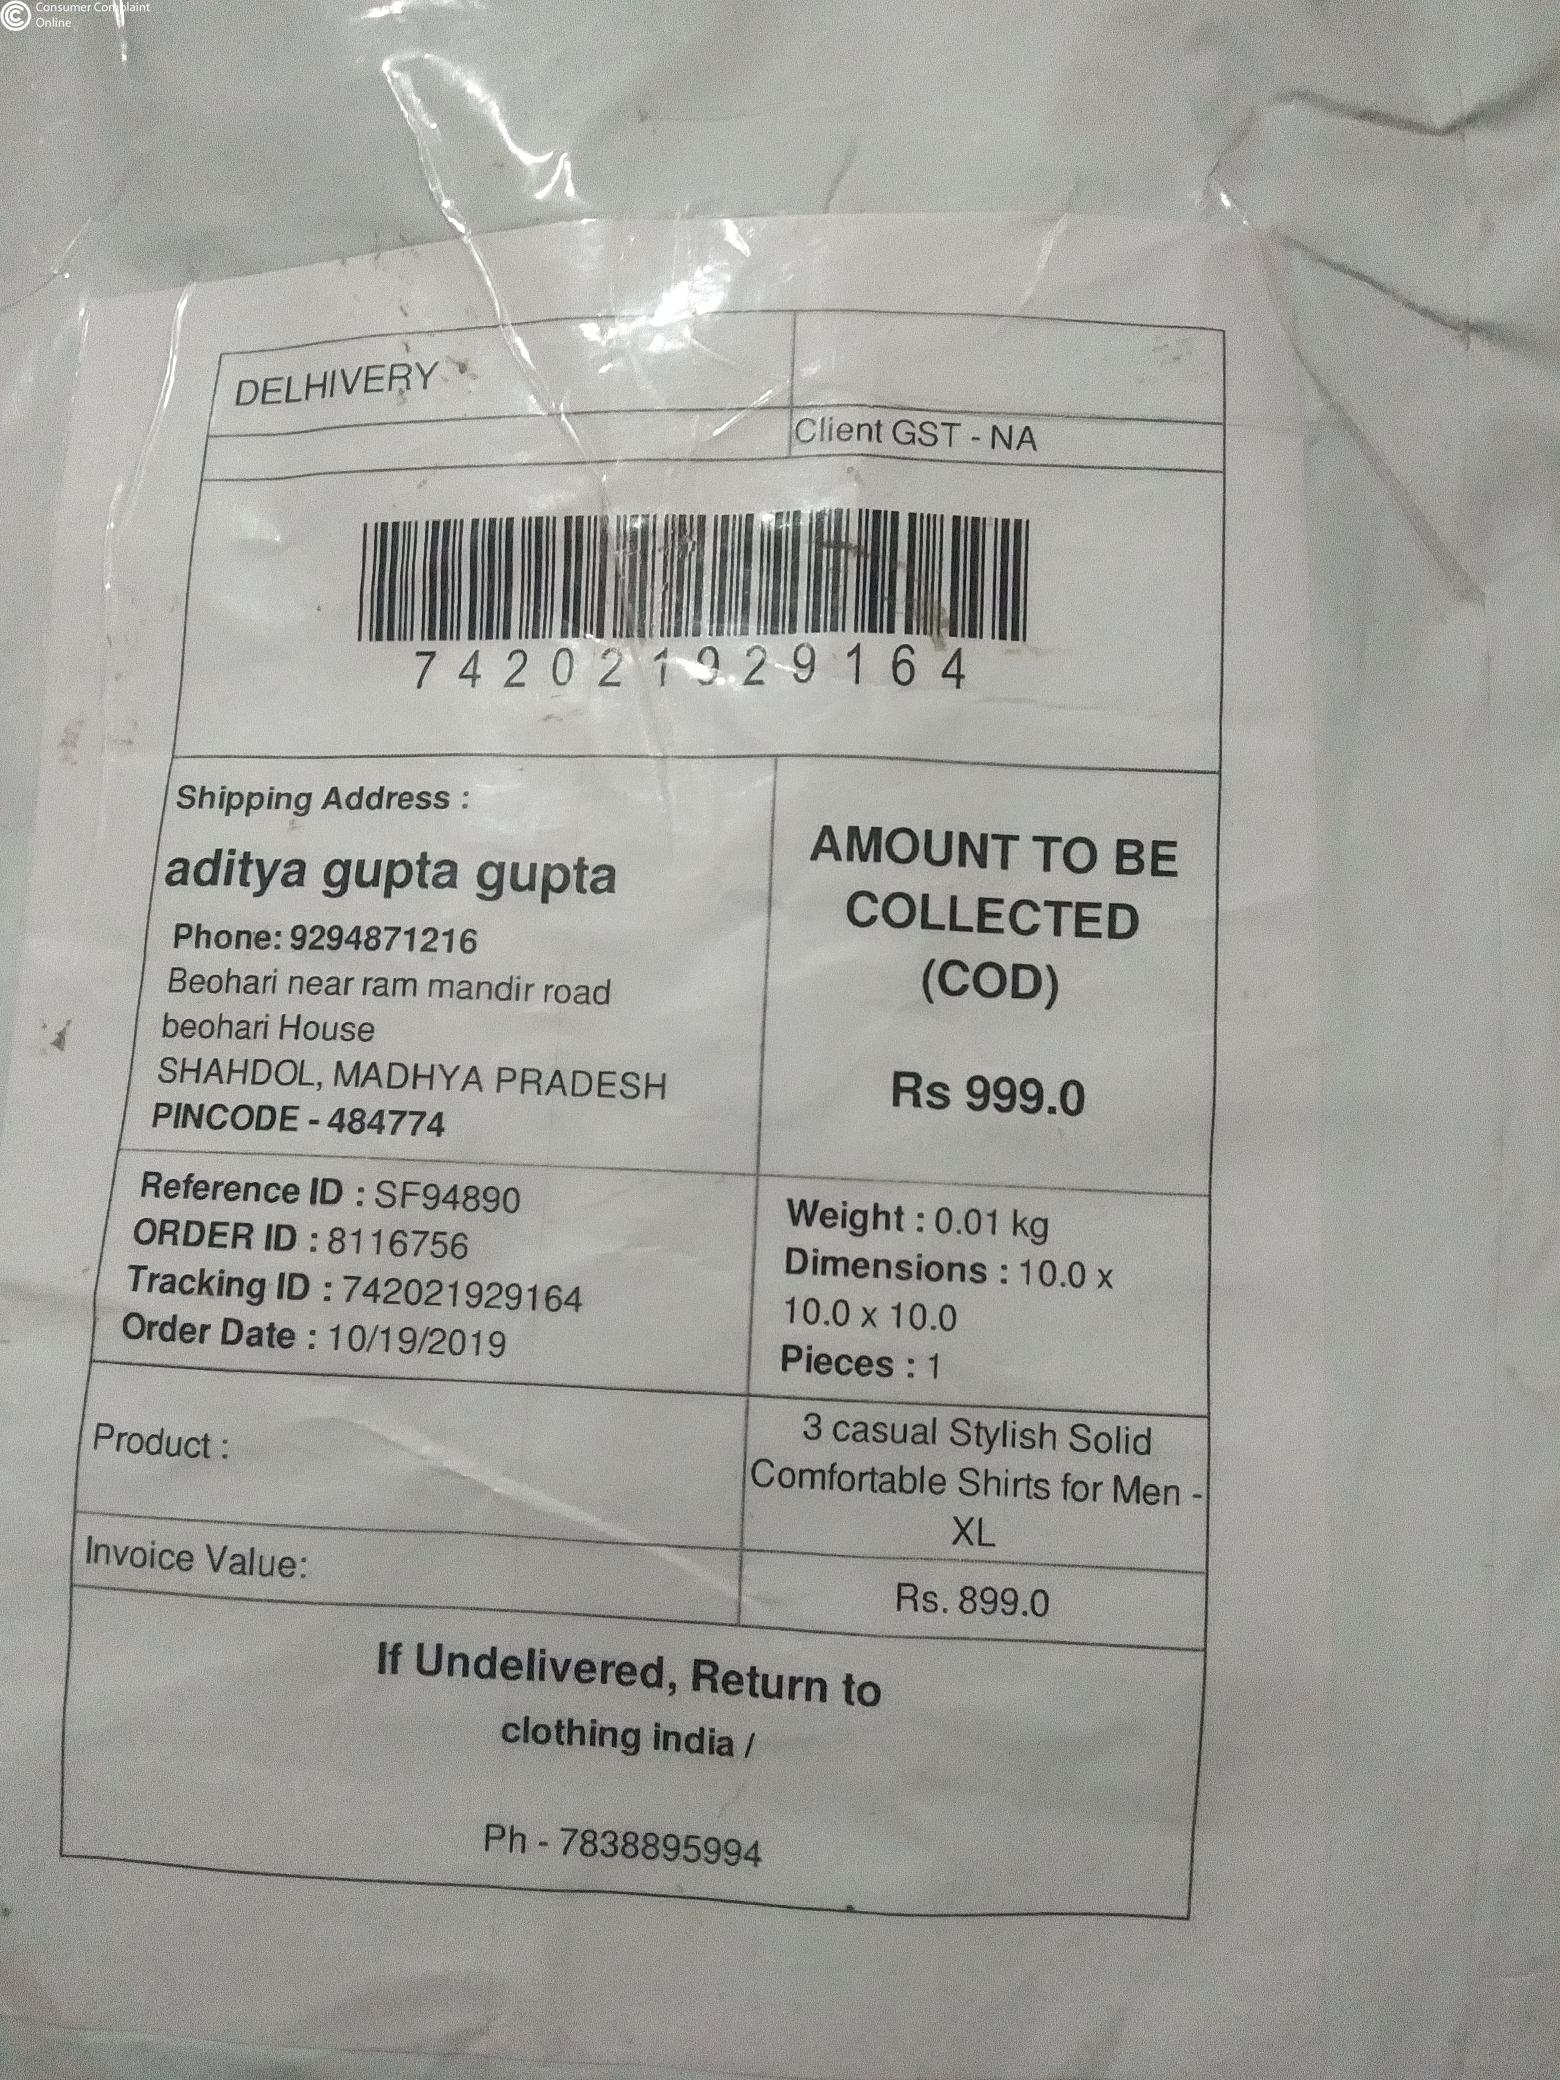 Consumer Complaint
Online
DELHIVERY
Client GST - NA
742021929164
Shipping Address :
aditya gupta gupta
Phone: 9294871216
Beohari near ram mandir road
beohari House
SHAHDOL, MADHYA PRADESH
PINCODE - 484774
AMOUNT TO BE
COLLECTED
(COD)
Rs 999.0
Reference ID : SF94890
ORDER ID : 8116756
Tracking ID : 742021929164
Order Date : 10/19/2019
Weight : 0.01 kg
Dimensions : 10.0 x
10.0 x 10.0
Pieces : 1
Product :
3 casual Stylish Solid
Comfortable Shirts for Men -
XL
Invoice Value:
Rs. 899.0
If Undelivered, Return to
clothing india /
Ph - 7838895994